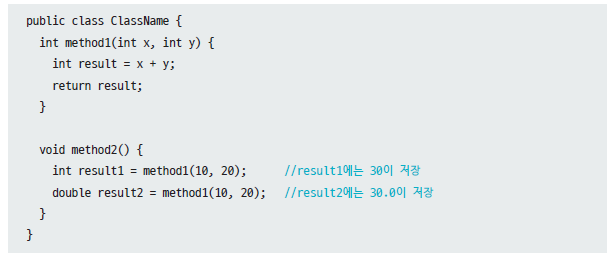 public class ClassName {
int method1(int x, int y) {
int result = x + y;
return result;
}
void method2() {
int result1 = method1(10, 20); //result1에는 30이 저장
double result2 = method1(10, 20); //result2에는 30.0이 저장
}
}